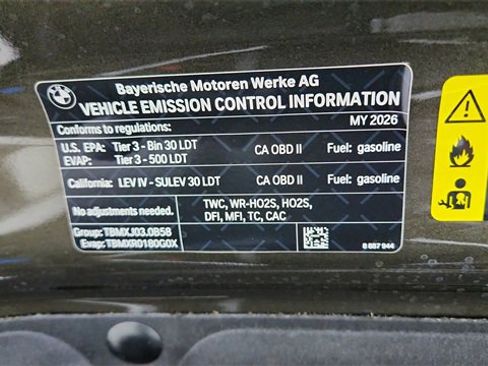 BMW
Bayerische Motoren Werke AG
VEHICLE EMISSION CONTROL INFORMATION
Conforms to regulations: MY 2026
U.S. EPA: Tier 3 - Bin 30 LDT CA OBD II Fuel: gasoline
EVAP: Tier 3 - 500 LDT
California: LEV IV - SULEV 30 LDT CA OBD II Fuel: gasoline
No adjustments needed. TWC, WR-HO2S, HO2S,
DFI, MFI, TC, CAC
Group: TBMXJ03.0B58
Evap: TBMXR0180G0X
8 687 944